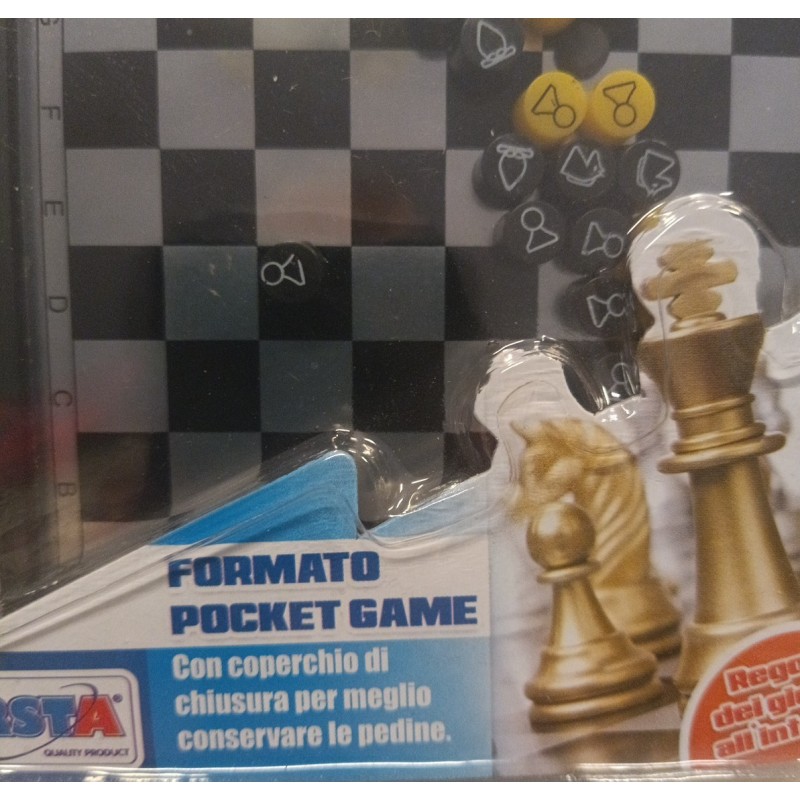 F
E
D
C
B
FORMATO
POCKET GAME
Con coperchio di
chiusura per meglio
conservare le pedine.
QUALITY PRODUCT